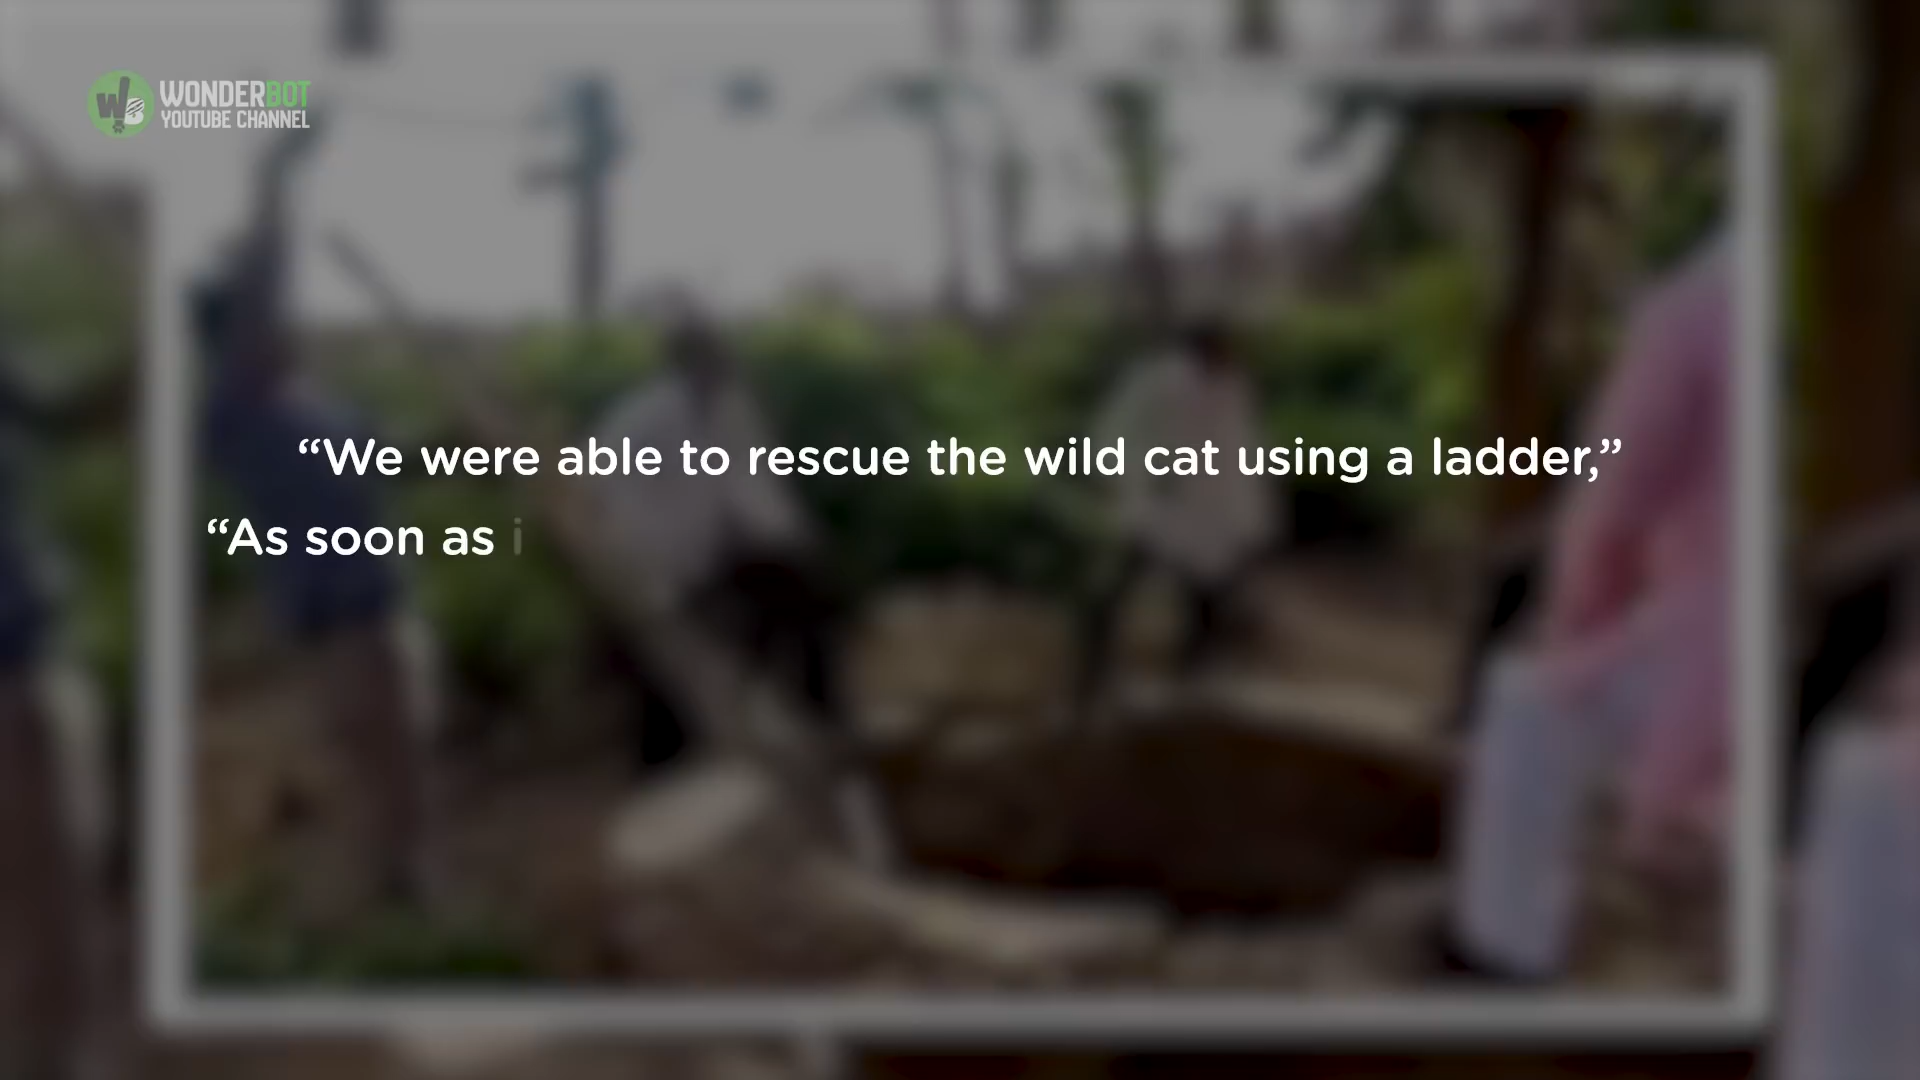 WONDERBOT
YOUTUBE CHANNEL
“We were able to rescue the wild cat using a ladder,”
“As soon as i